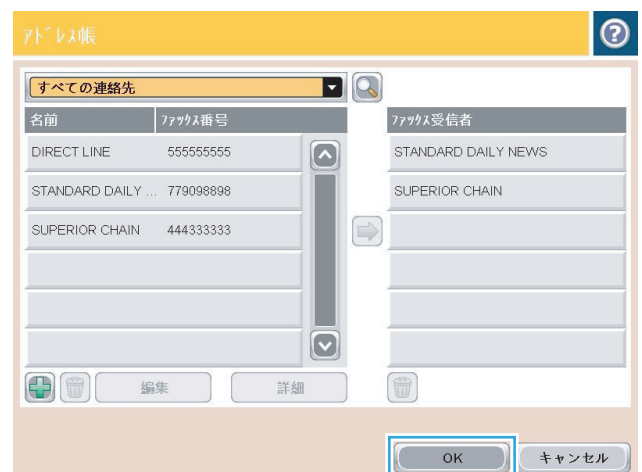 アドレス帳
?
すべての連絡先
名前 ファックス番号 ファックス受信者
DIRECT LINE 555555555 STANDARD DAILY NEWS
STANDARD DAILY ... 779098898 SUPERIOR CHAIN
SUPERIOR CHAIN 444333333
編集 詳細
OK キャンセル